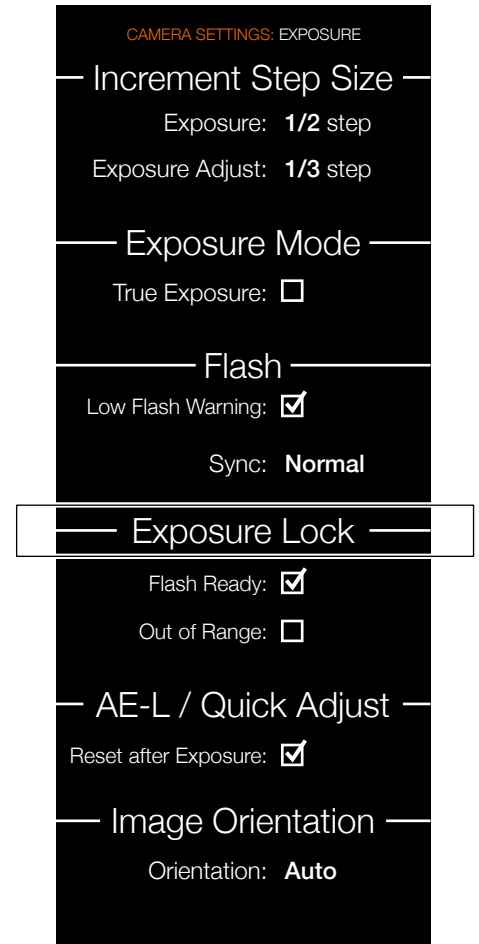 CAMERA SETTINGS: EXPOSURE
Increment Step Size
Exposure: 1/2 step
Exposure Adjust: 1/3 step
Exposure Mode
True Exposure:
Flash
Low Flash Warning:
Sync: Normal
Exposure Lock
Flash Ready:
Out of Range:
AE-L / Quick Adjust
Reset after Exposure:
Image Orientation
Orientation: Auto